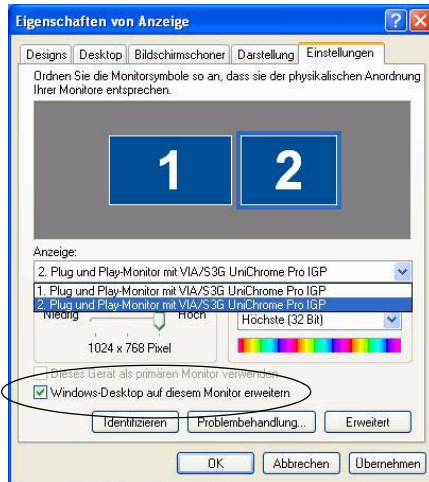 Eigenschaften von Anzeige
Designs Desktop Bildschirmschoner Darstellung Einstellungen
Ordnen Sie die Monitorsymbole so an, dass sie der physikalischen Anordnung
Ihrer Monitore entsprechen.
1 2
Anzeige:
2. Plug und Play-Monitor mit VIA/S3G UniChrome Pro IGP
1. Plug und Play-Monitor mit VIA/S3G UniChrome Pro IGP
2. Plug und Play-Monitor mit VIA/S3G UniChrome Pro IGP
Niedrig Hoch Höchste (32 Bit)
1024 x 768 Pixel
Dieses Gerät als primären Monitor verwenden
Windows-Desktop auf diesem Monitor erweitern
Identifizieren Problembehandlung... Erweitert
OK Abbrechen Übernehmen